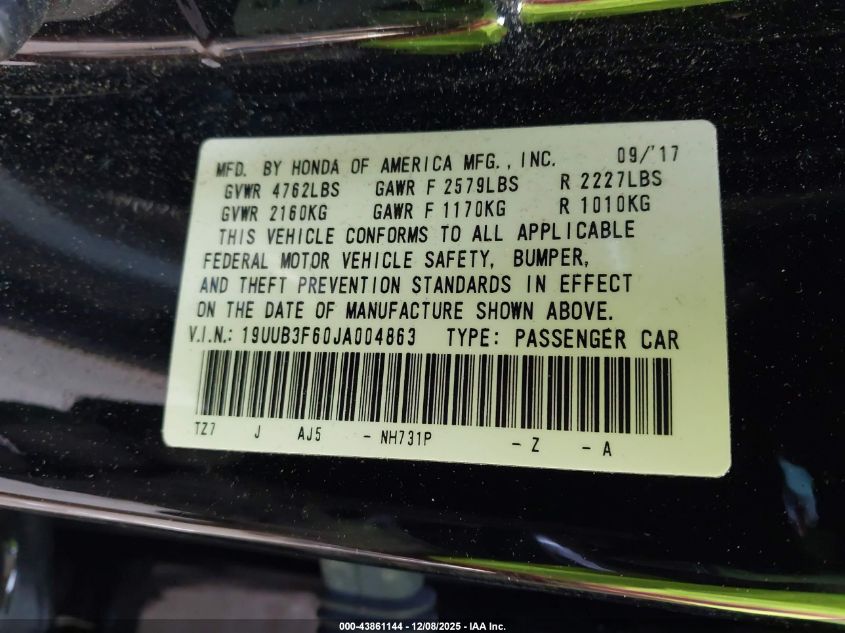 MFD. BY HONDA OF AMERICA MFG., INC. 09/'17
GVWR 4762LBS GAWR F 2579LBS R 2227LBS
GVWR 2160KG GAWR F 1170KG R 1010KG
THIS VEHICLE CONFORMS TO ALL APPLICABLE
FEDERAL MOTOR VEHICLE SAFETY, BUMPER,
AND THEFT PREVENTION STANDARDS IN EFFECT
ON THE DATE OF MANUFACTURE SHOWN ABOVE.
V.I.N.: 19UUB3F60JA004863 TYPE: PASSENGER CAR
TZ7 J AJ5 - NH731P - Z - A
000-43861144 | 12/08/2025 - IAA Inc.